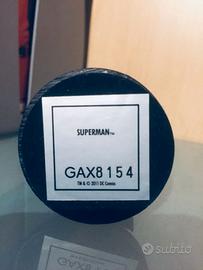 SUPERMAN™
GAX8154
TM & © 2011 DC Comics
subito